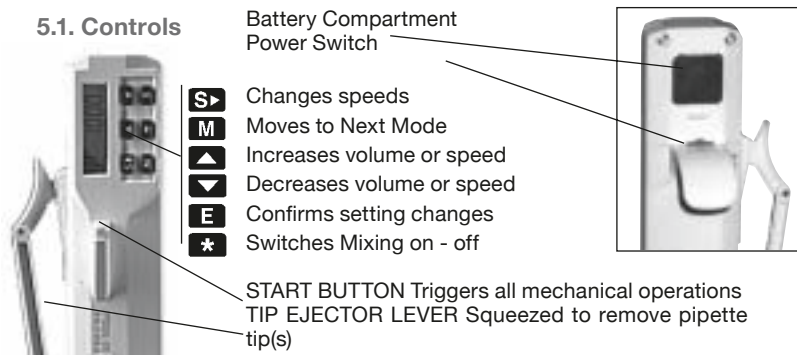 5.1. Controls
Battery Compartment
Power Switch
S▸ Changes speeds
M Moves to Next Mode
▲ Increases volume or speed
▼ Decreases volume or speed
E Confirms setting changes
* Switches Mixing on - off
START BUTTON Triggers all mechanical operations
TIP EJECTOR LEVER Squeezed to remove pipette
tip(s)